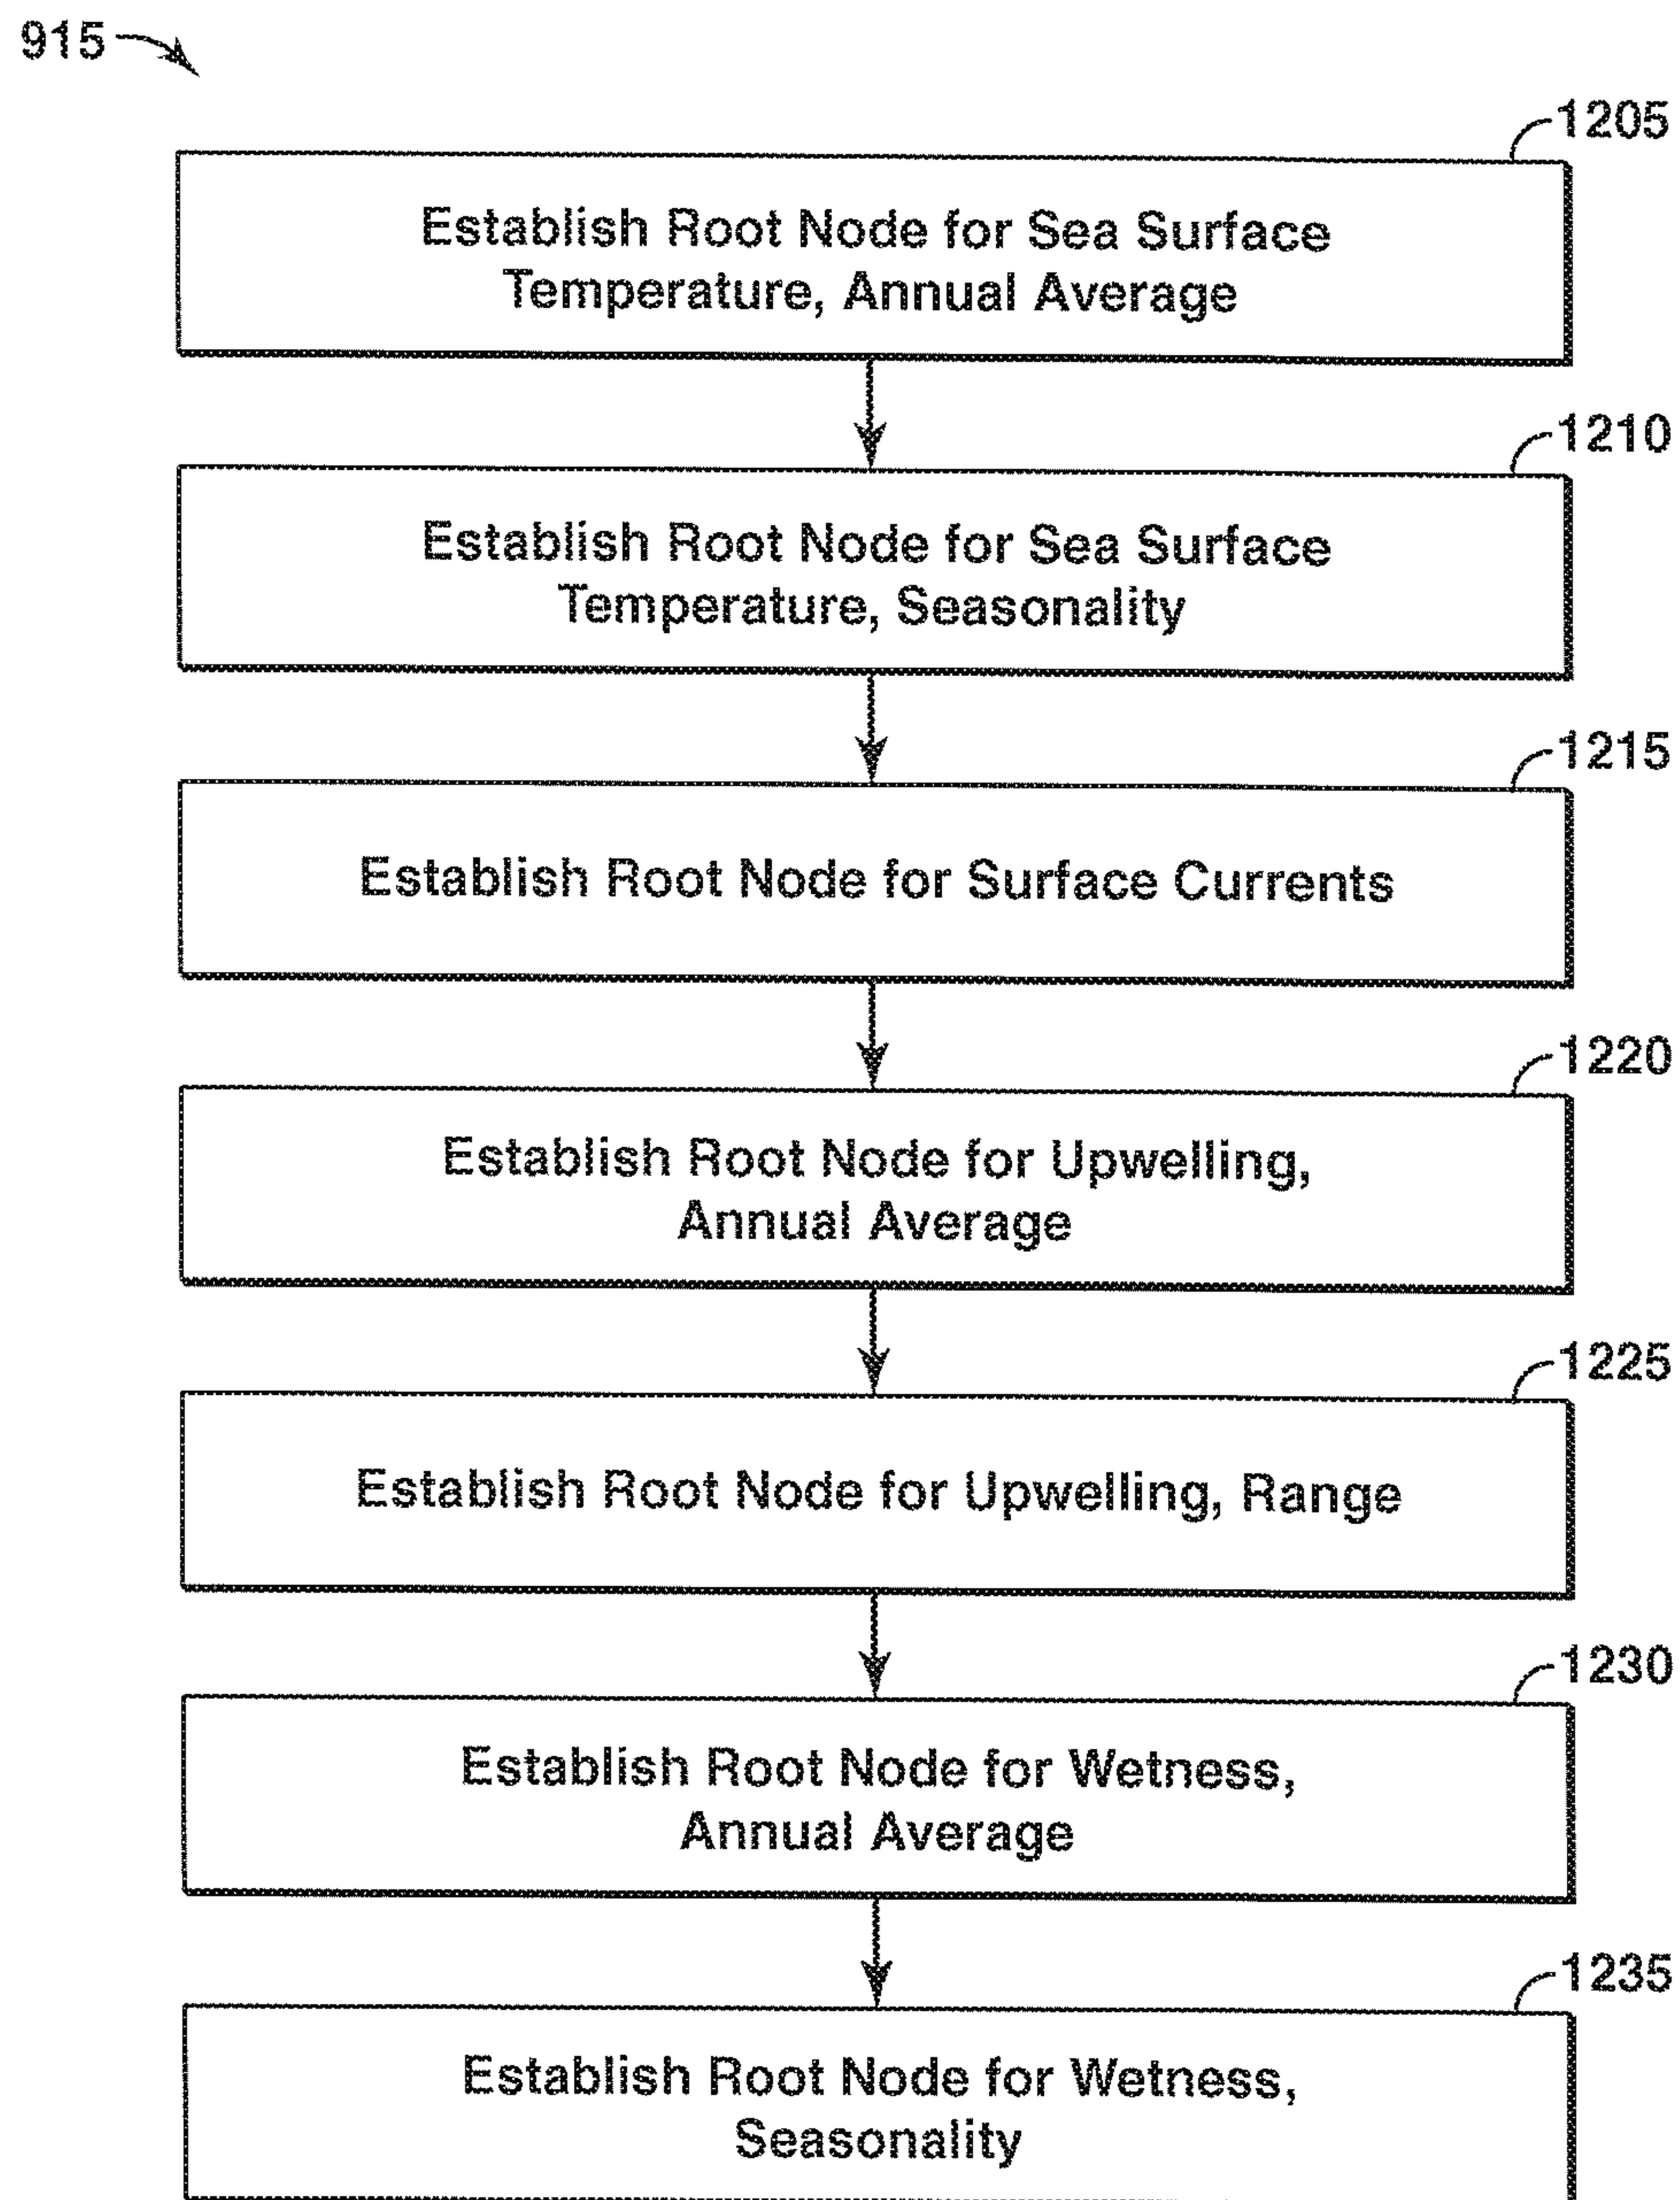 915
1205
Establish Root Node for Sea Surface
Temperature, Annual Average
1210
Establish Root Node for Sea Surface
Temperature, Seasonality
1215
Establish Root Node for Surface Currents
1220
Establish Root Node for Upwelling,
Annual Average
1225
Establish Root Node for Upwelling, Range
1230
Establish Root Node for Wetness,
Annual Average
1235
Establish Root Node for Wetness,
Seasonality